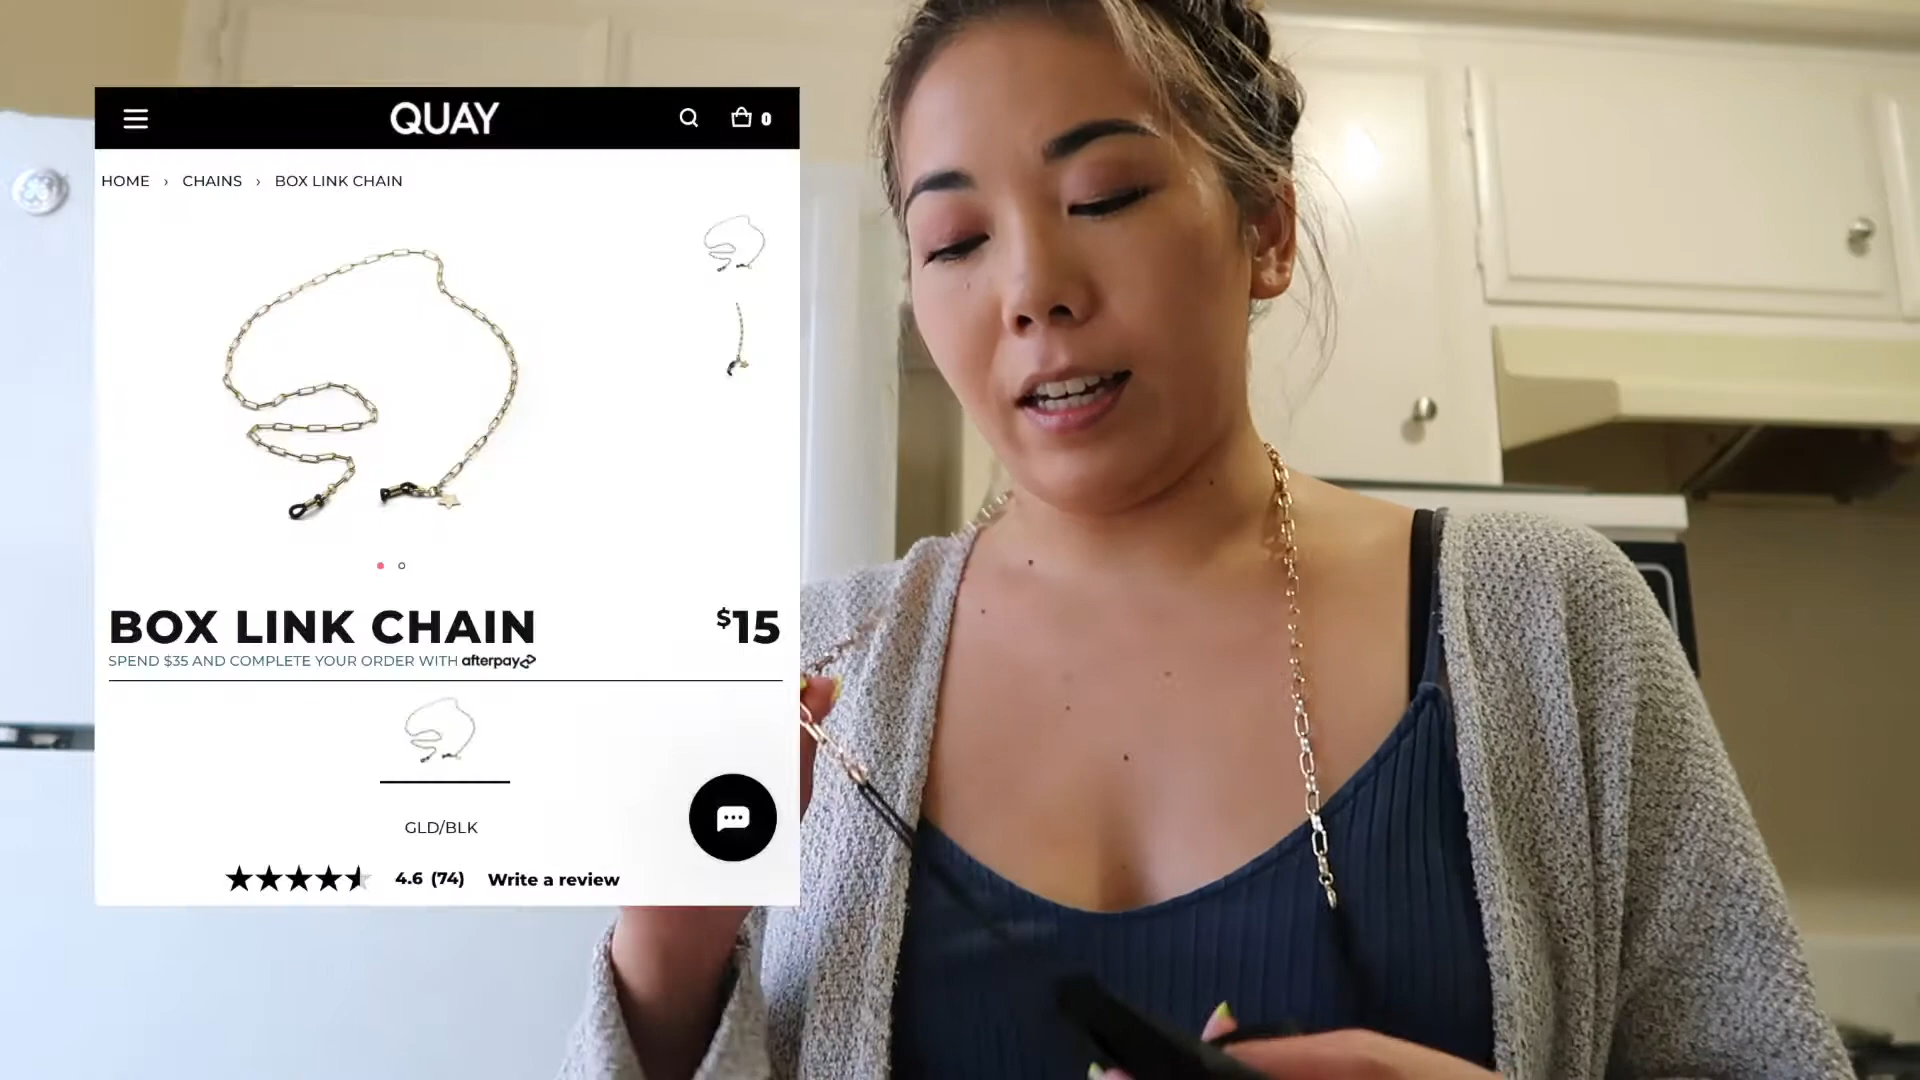 QUAY
0
HOME › CHAINS › BOX LINK CHAIN
BOX LINK CHAIN
$15
SPEND $35 AND COMPLETE YOUR ORDER WITH afterpay
GLD/BLK
4.6 (74) Write a review